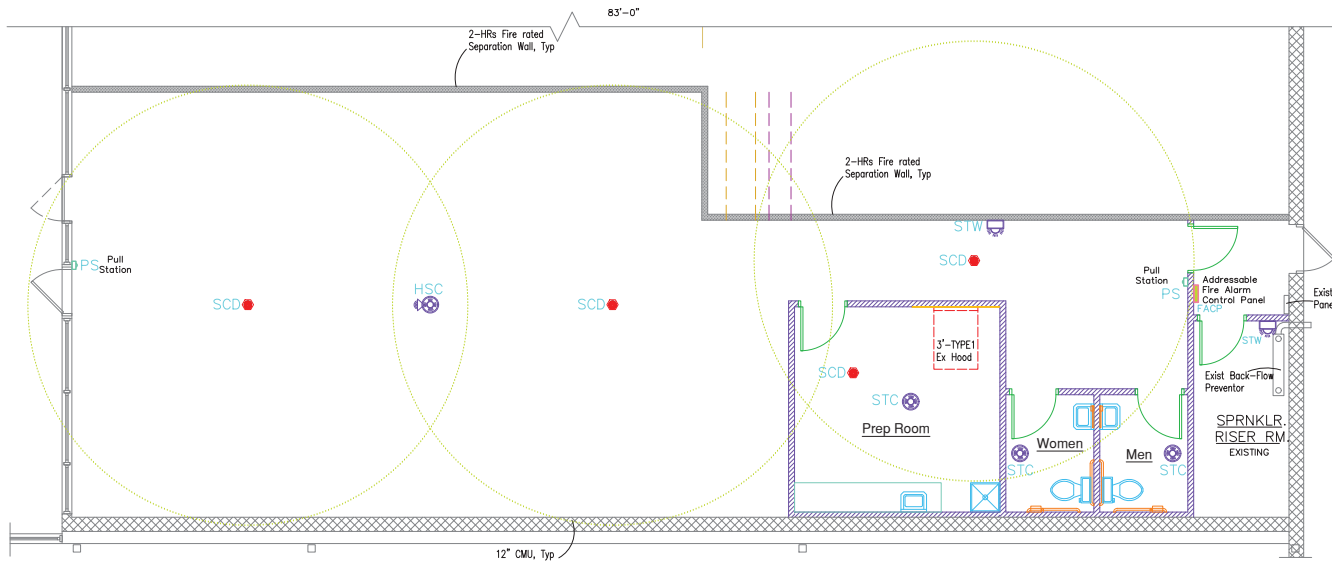 83'-0"
2-HRs Fire rated
Separation Wall, Typ
2-HRs Fire rated
Separation Wall, Typ
STW
PS
Pull
Station
SCD
HSC
SCD
SCD
Pull
Station
PS
Addressable
Fire Alarm
Control Panel
FACP
Exist
Pane
STW
3'-TYPE1
Ex Hood
SCD
STC
Prep Room
Exist Back-Flow
Preventor
Women
STC
Men
STC
SPRNKLR.
RISER RM.
EXISTING
12" CMU, Typ